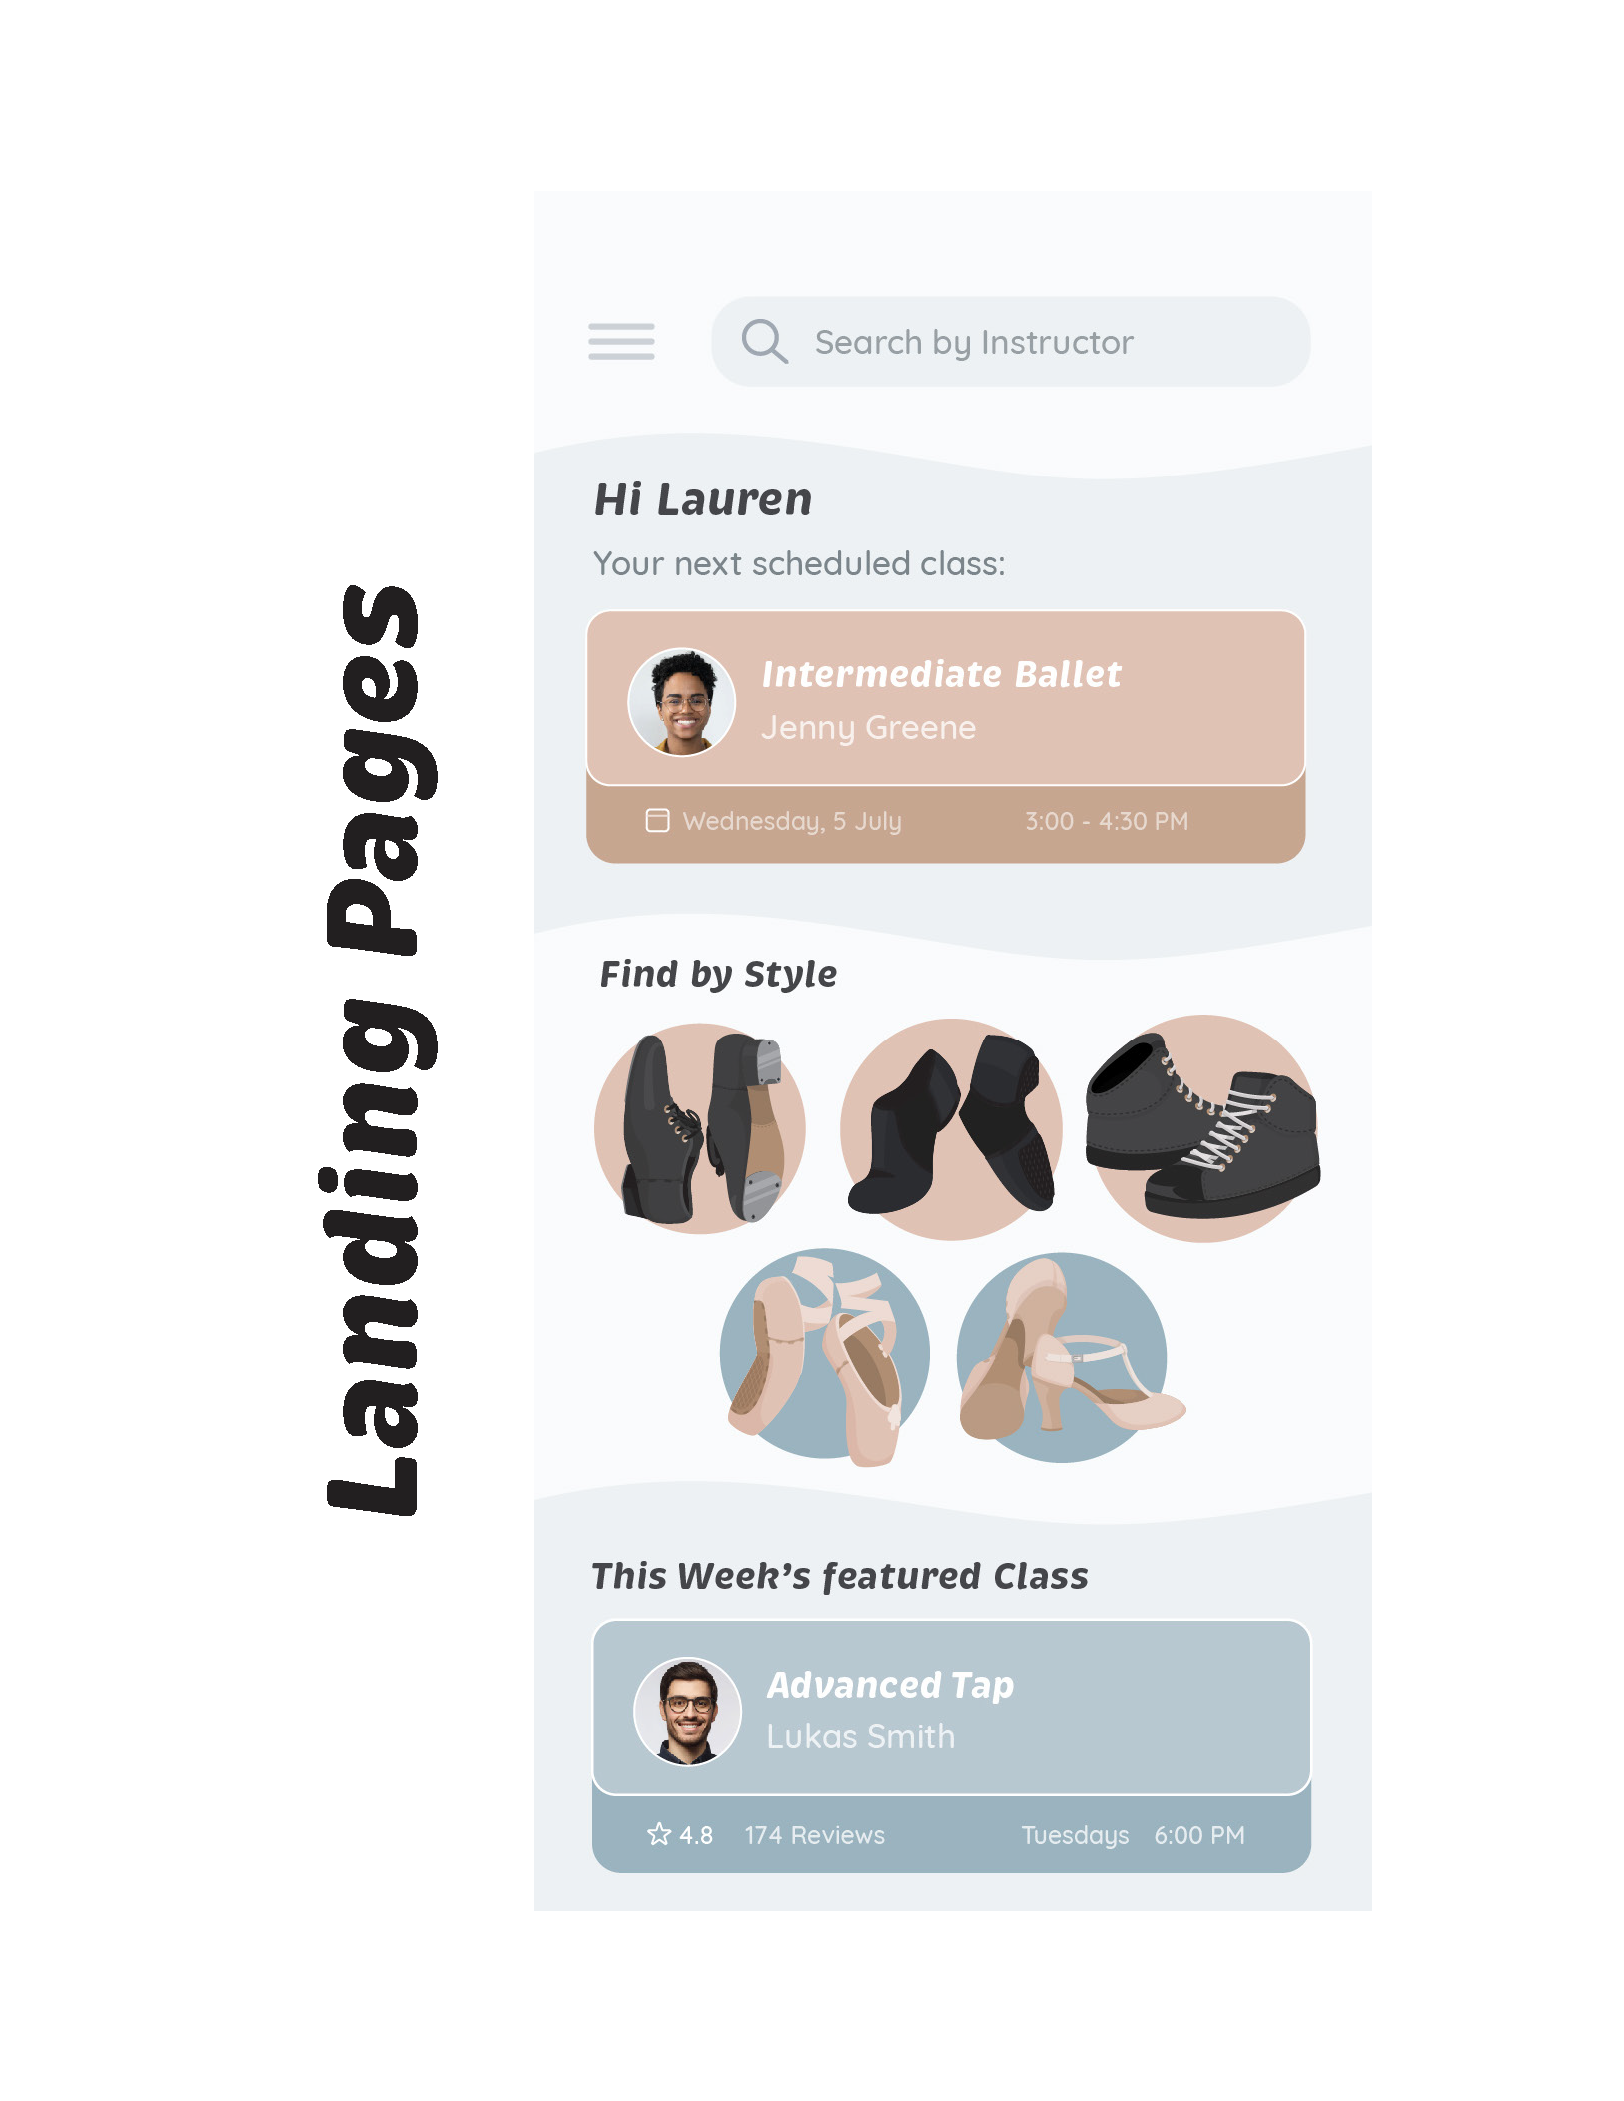 Landing Pages
Search by Instructor
Hi Lauren
Your next scheduled class:
Intermediate Ballet
Jenny Greene
Wednesday, 5 July 3:00 - 4:30 PM
Find by Style
This Week's featured Class
Advanced Tap
Lukas Smith
4.8 174 Reviews Tuesdays 6:00 PM